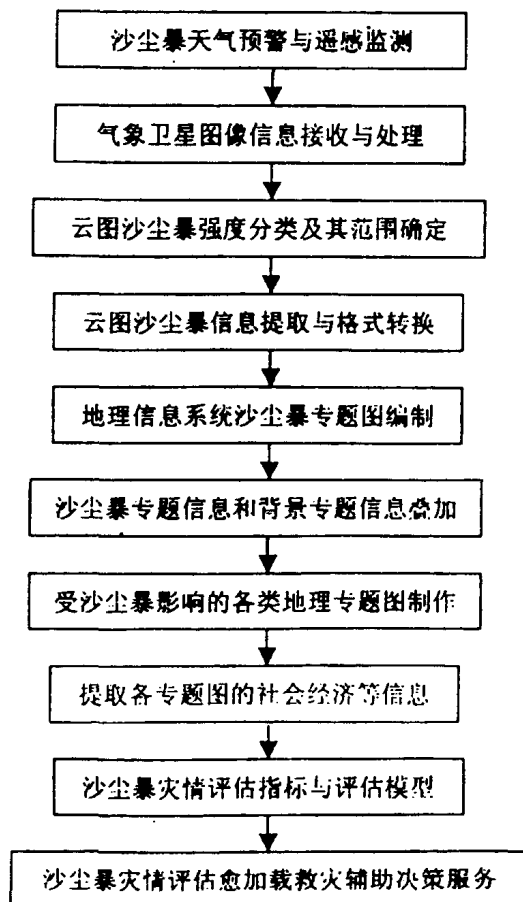 沙尘暴天气预警与遥感监测
气象卫星图像信息接收与处理
云图沙尘暴强度分类及其范围确定
云图沙尘暴信息提取与格式转换
地理信息系统沙尘暴专题图编制
沙尘暴专题信息和背景专题信息叠加
受沙尘暴影响的各类地理专题图制作
提取各专题图的社会经济等信息
沙尘暴灾情评估指标与评估模型
沙尘暴灾情评估愈加载救灾辅助决策服务